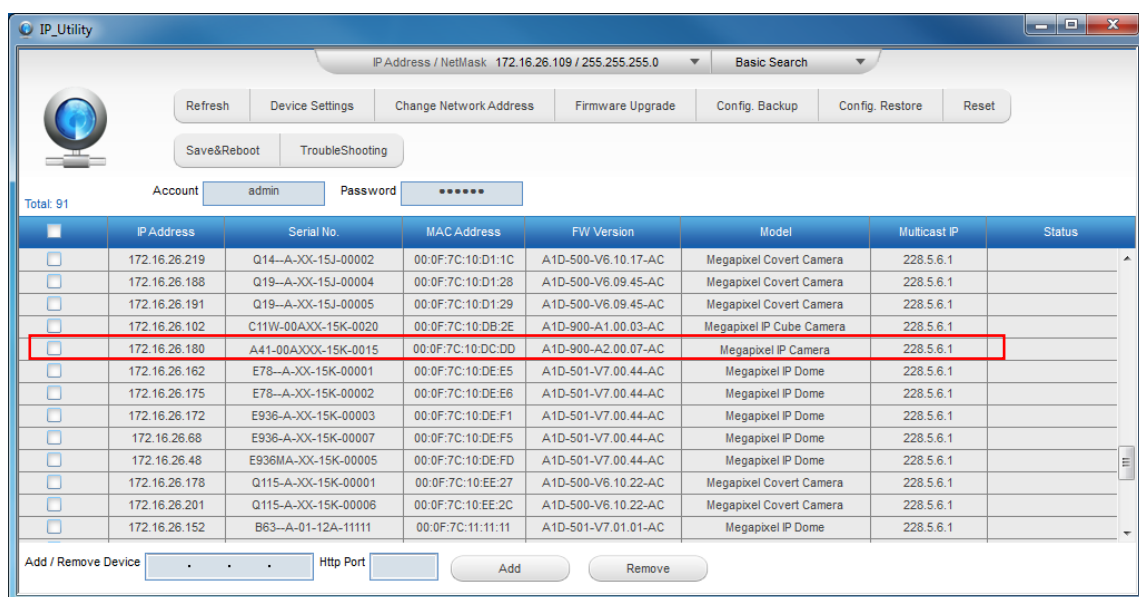 IP_Utility
IP Address / NetMask 172.16.26.109 / 255.255.255.0 Basic Search
Refresh Device Settings Change Network Address Firmware Upgrade Config. Backup Config. Restore Reset
Save&Reboot TroubleShooting
Account admin Password ••••••
Total: 91
IP Address Serial No. MAC Address FW Version Model Multicast IP Status
172.16.26.219 Q14--A-XX-15J-00002 00:0F:7C:10:D1:1C A1D-500-V6.10.17-AC Megapixel Covert Camera 228.5.6.1
172.16.26.188 Q19--A-XX-15J-00004 00:0F:7C:10:D1:28 A1D-500-V6.09.45-AC Megapixel Covert Camera 228.5.6.1
172.16.26.191 Q19--A-XX-15J-00005 00:0F:7C:10:D1:29 A1D-500-V6.09.45-AC Megapixel Covert Camera 228.5.6.1
172.16.26.102 C11W-00AXX-15K-0020 00:0F:7C:10:DB:2E A1D-900-A1.00.03-AC Megapixel IP Cube Camera 228.5.6.1
172.16.26.180 A41-00AXXX-15K-0015 00:0F:7C:10:DC:DD A1D-900-A2.00.07-AC Megapixel IP Camera 228.5.6.1
172.16.26.162 E78--A-XX-15K-00001 00:0F:7C:10:DE:E5 A1D-501-V7.00.44-AC Megapixel IP Dome 228.5.6.1
172.16.26.175 E78--A-XX-15K-00002 00:0F:7C:10:DE:E6 A1D-501-V7.00.44-AC Megapixel IP Dome 228.5.6.1
172.16.26.172 E936-A-XX-15K-00003 00:0F:7C:10:DE:F1 A1D-501-V7.00.44-AC Megapixel IP Dome 228.5.6.1
172.16.26.68 E936-A-XX-15K-00007 00:0F:7C:10:DE:F5 A1D-501-V7.00.44-AC Megapixel IP Dome 228.5.6.1
172.16.26.48 E936MA-XX-15K-00005 00:0F:7C:10:DE:FD A1D-501-V7.00.44-AC Megapixel IP Dome 228.5.6.1
172.16.26.178 Q115-A-XX-15K-00001 00:0F:7C:10:EE:27 A1D-500-V6.10.22-AC Megapixel Covert Camera 228.5.6.1
172.16.26.201 Q115-A-XX-15K-00006 00:0F:7C:10:EE:2C A1D-500-V6.10.22-AC Megapixel Covert Camera 228.5.6.1
172.16.26.152 B63--A-01-12A-11111 00:0F:7C:11:11:11 A1D-501-V7.01.01-AC Megapixel IP Dome 228.5.6.1
Add / Remove Device . . . Http Port Add Remove